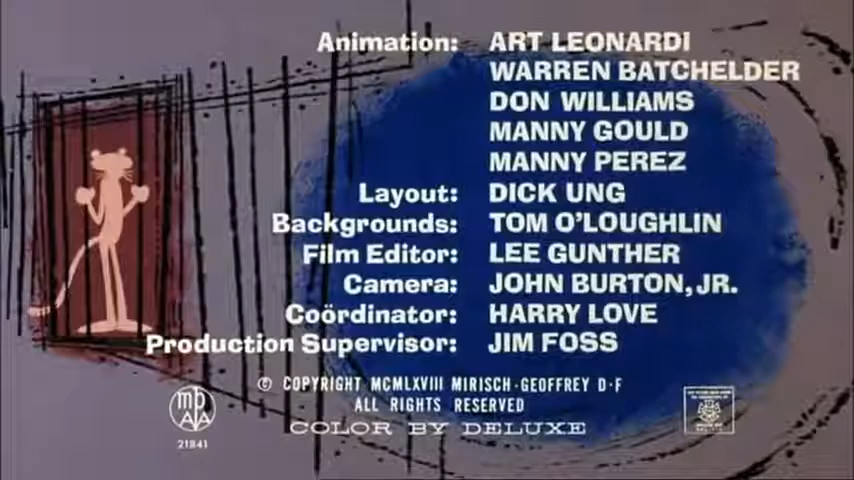 Animation: ART LEONARDI
WARREN BATCHELDER
DON WILLIAMS
MANNY GOULD
MANNY PEREZ
Layout: DICK UNG
Backgrounds: TOM O'LOUGHLIN
Film Editor: LEE GUNTHER
Camera: JOHN BURTON, JR.
Coördinator: HARRY LOVE
Production Supervisor: JIM FOSS
© COPYRIGHT MCMLXVIII MIRISCH-GEOFFREY D-F
ALL RIGHTS RESERVED
COLOR BY DELUXE
mp
AA
21841